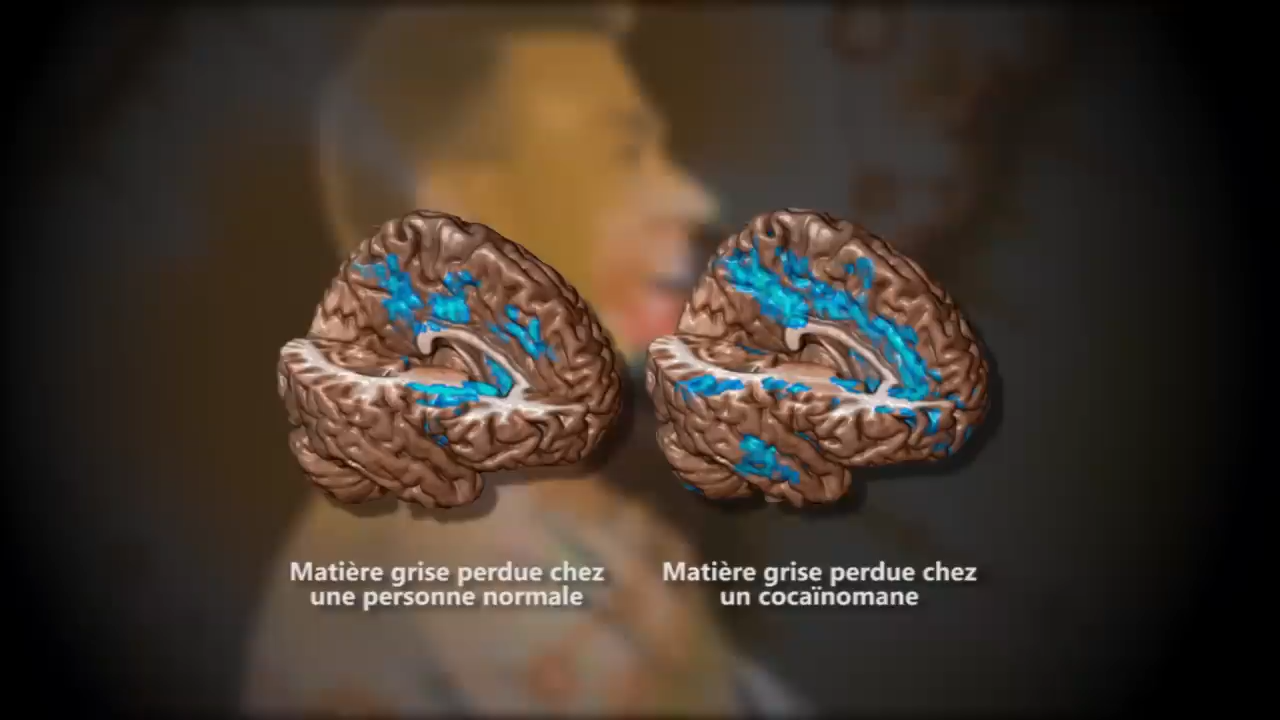 Matière grise perdue chez
une personne normale
Matière grise perdue chez
un cocaïnomane